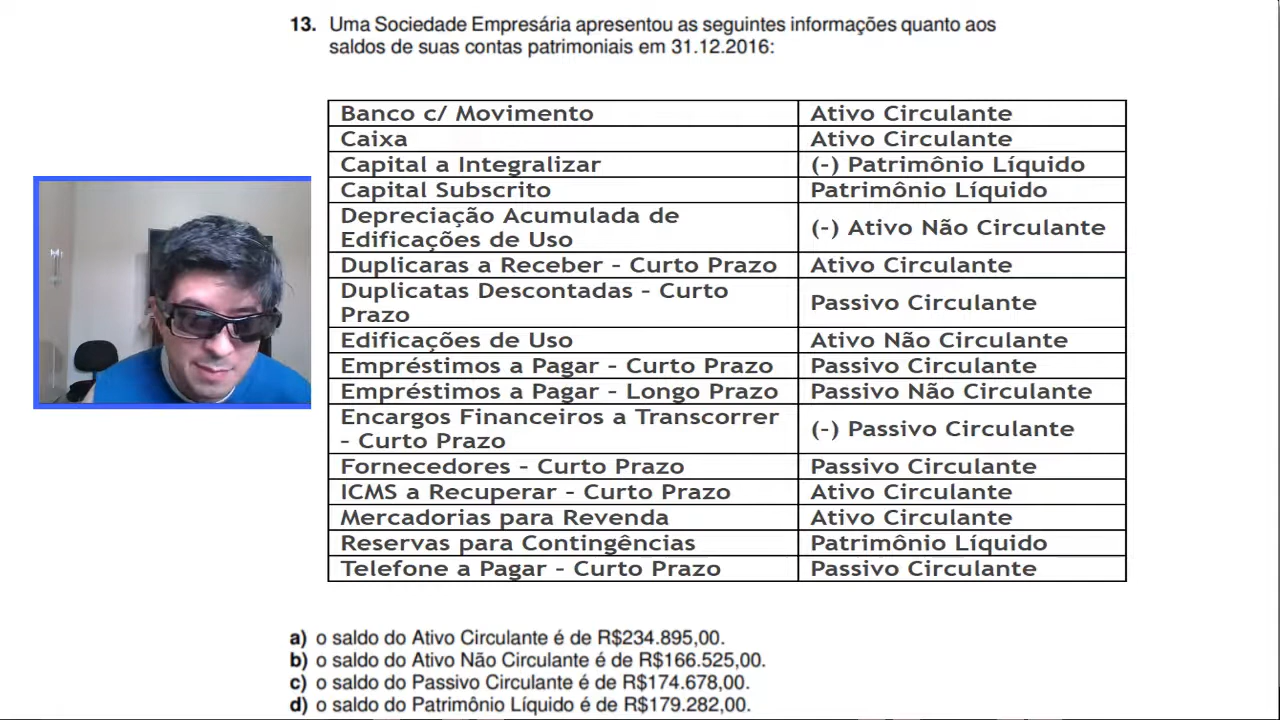 13. Uma Sociedade Empresária apresentou as seguintes informações quanto aos
saldos de suas contas patrimoniais em 31.12.2016:
Banco c/ Movimento Ativo Circulante
Caixa Ativo Circulante
Capital a Integralizar (-) Patrimônio Líquido
Capital Subscrito Patrimônio Líquido
Depreciação Acumulada de
Edificações de Uso (-) Ativo Não Circulante
Duplicaras a Receber – Curto Prazo Ativo Circulante
Duplicatas Descontadas – Curto
Prazo Passivo Circulante
Edificações de Uso Ativo Não Circulante
Empréstimos a Pagar – Curto Prazo Passivo Circulante
Empréstimos a Pagar – Longo Prazo Passivo Não Circulante
Encargos Financeiros a Transcorrer
– Curto Prazo (-) Passivo Circulante
Fornecedores – Curto Prazo Passivo Circulante
ICMS a Recuperar – Curto Prazo Ativo Circulante
Mercadorias para Revenda Ativo Circulante
Reservas para Contingências Patrimônio Líquido
Telefone a Pagar – Curto Prazo Passivo Circulante
a) o saldo do Ativo Circulante é de R$234.895,00.
b) o saldo do Ativo Não Circulante é de R$166.525,00.
c) o saldo do Passivo Circulante é de R$174.678,00.
d) o saldo do Patrimônio Líquido é de R$179.282,00.